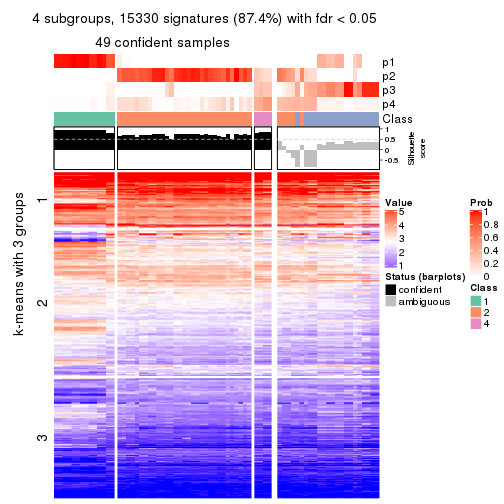 4 subgroups, 15330 signatures (87.4%) with fdr < 0.05
49 confident samples
p1
p2
p3
p4
Class
1
0.5
0
-0.5
Silhouette
score
k-means with 3 groups
1
2
3
Value
5
4
3
2
1
Status (barplots)
confident
ambiguous
Prob
1
0.8
0.6
0.4
0.2
0
Class
1
2
4